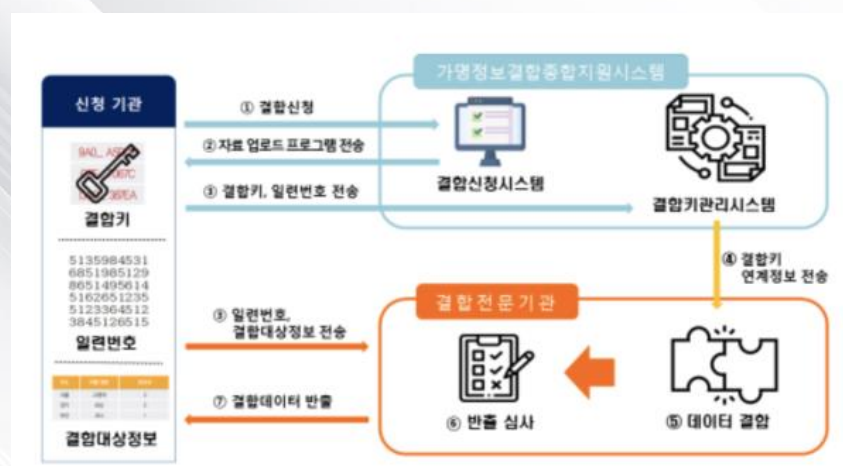 가명정보결합종합지원시스템
신청 기관
① 결합신청
② 자료 업로드 프로그램 전송
③ 결합키, 일련번호 전송
결합키
결합신청시스템
결합키관리시스템
④ 결합키
연계정보 전송
5135984531
6851985129
8651495614
5162651235
5123364512
3845126515
일련번호
결합전문기관
③ 일련번호,
결합대상정보 전송
⑦ 결합데이터 반출
⑥ 반출 심사
⑤ 데이터 결합
결합대상정보